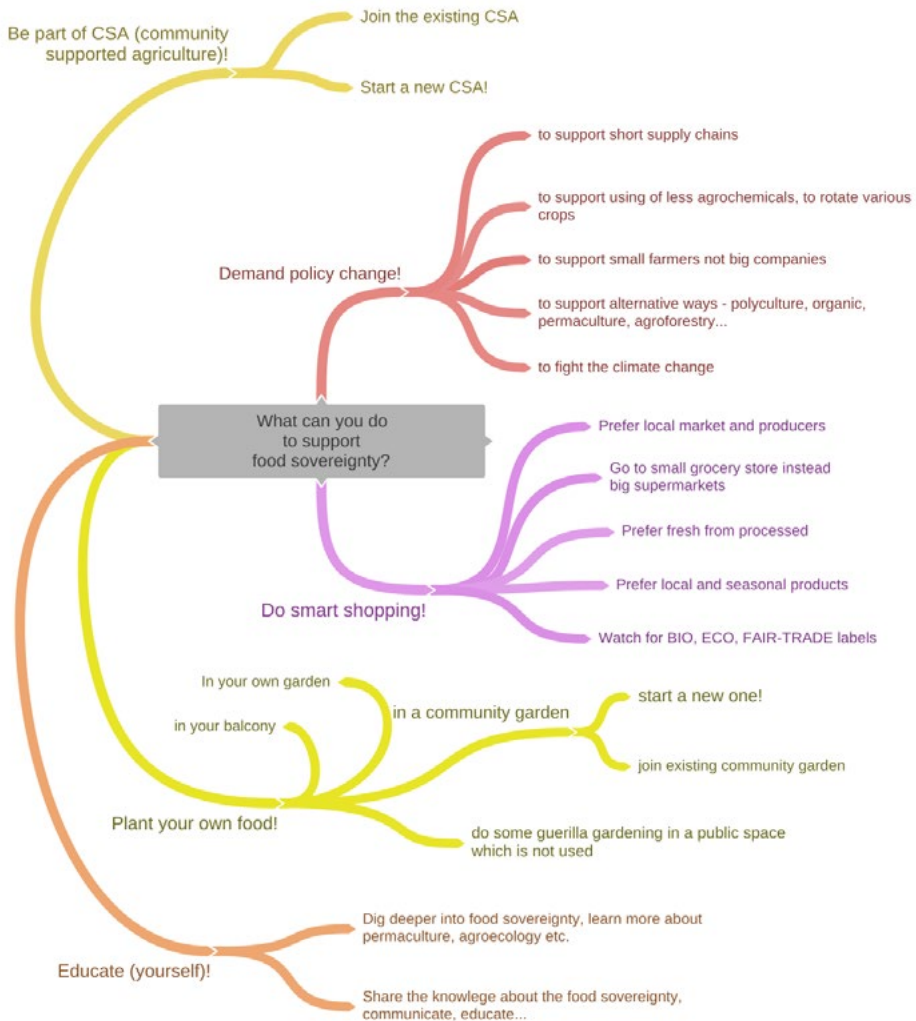 Be part of CSA (community
supported agriculture)!
Join the existing CSA
Start a new CSA!
Demand policy change!
to support short supply chains
to support using of less agrochemicals, to rotate various
crops
to support small farmers not big companies
to support alternative ways - polyculture, organic,
permaculture, agroforestry...
to fight the climate change
What can you do
to support
food sovereignty?
Do smart shopping!
Prefer local market and producers
Go to small grocery store instead
big supermarkets
Prefer fresh from processed
Prefer local and seasonal products
Watch for BIO, ECO, FAIR-TRADE labels
Plant your own food!
In your own garden
in your balcony
in a community garden
start a new one!
join existing community garden
do some guerilla gardening in a public space
which is not used
Educate (yourself)!
Dig deeper into food sovereignty, learn more about
permaculture, agroecology etc.
Share the knowlege about the food sovereignty,
communicate, educate...